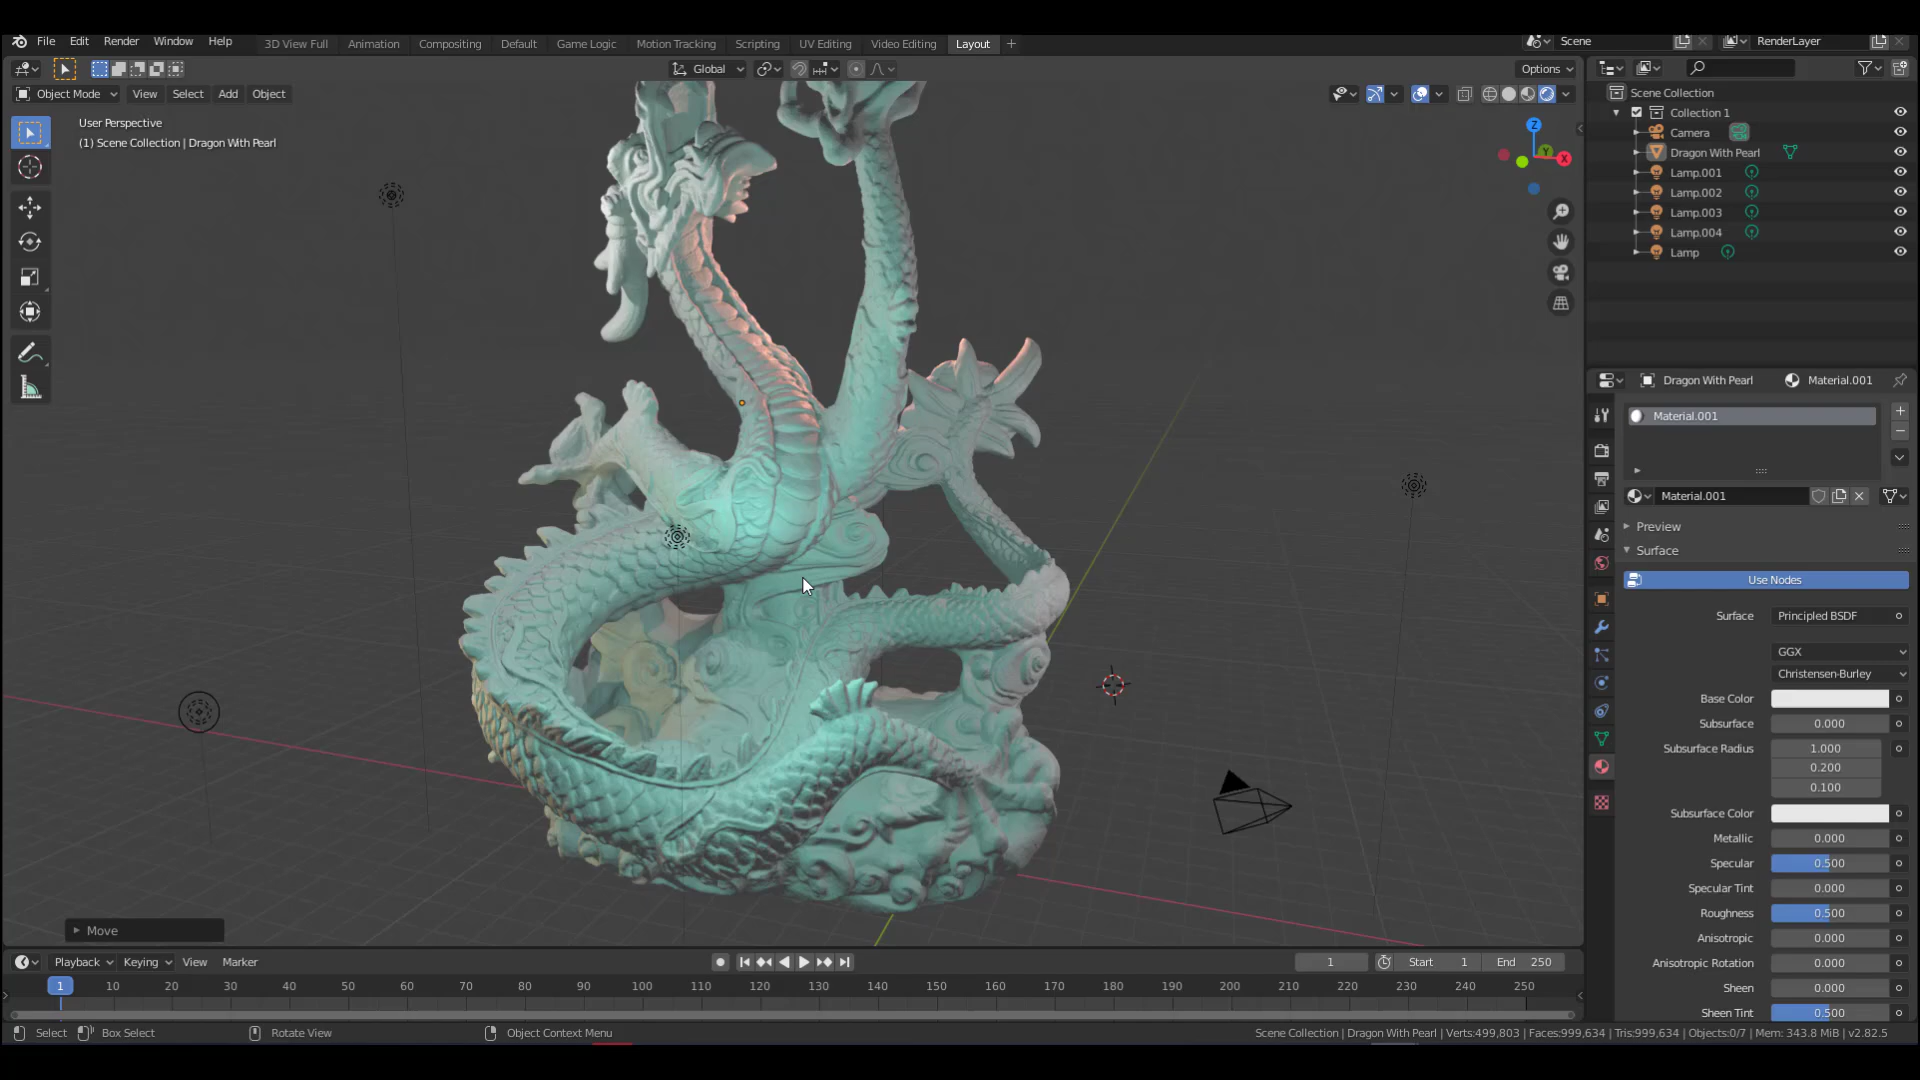 File Edit Render Window Help
3D View Full Animation Compositing Default Game Logic Motion Tracking Scripting UV Editing Video Editing Layout
Scene RenderLayer
Global Options
Object Mode View Select Add Object
User Perspective
(1) Scene Collection | Dragon With Pearl
Z
Y
X
Scene Collection
Collection 1
Camera
Dragon With Pearl
Lamp.001
Lamp.002
Lamp.003
Lamp.004
Lamp
Dragon With Pearl Material.001
Material.001
Material.001
Preview
Surface
Use Nodes
Surface Principled BSDF
GGX
Christensen-Burley
Base Color
Subsurface 0.000
Subsurface Radius 1.000
0.200
0.100
Subsurface Color
Metallic 0.000
Specular 0.500
Specular Tint 0.000
Roughness 0.500
Anisotropic 0.000
Anisotropic Rotation 0.000
Sheen 0.000
Sheen Tint 0.500
Move
Playback Keying View Marker 1 Start 1 End 250
1 10 20 30 40 50 60 70 80 90 100 110 120 130 140 150 160 170 180 190 200 210 220 230 240 250
Select Box Select Rotate View Object Context Menu Scene Collection | Dragon With Pearl | Verts:499,803 | Faces:999,634 | Tris:999,634 | Objects:0/7 | Mem: 343.8 MiB | v2.82.5